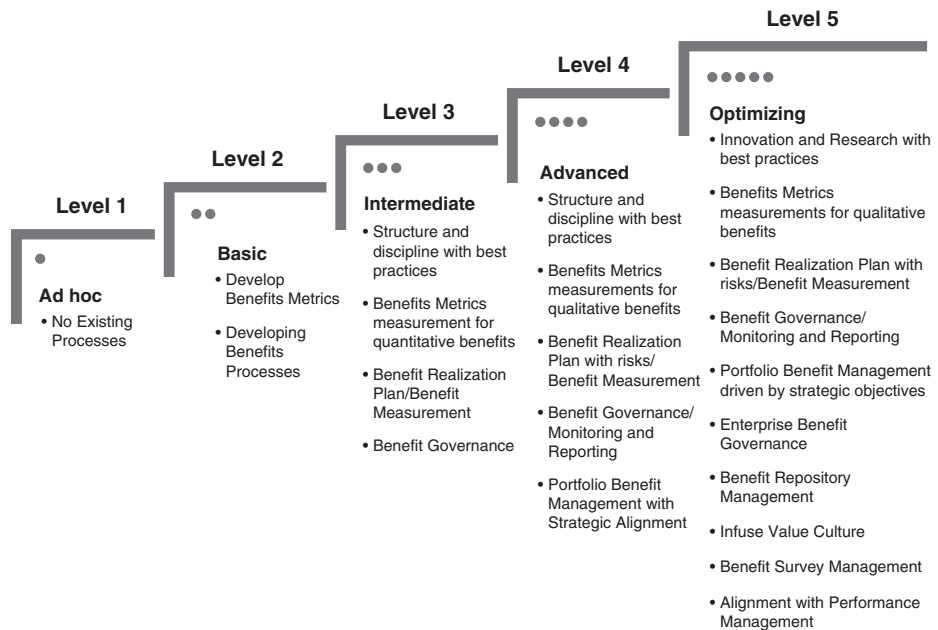 Level 1
Ad hoc
• No Existing
Processes
Level 2
Basic
• Develop
Benefits Metrics
• Developing
Benefits
Processes
Level 3
Intermediate
• Structure and
discipline with best
practices
• Benefits Metrics
measurement for
quantitative benefits
• Benefit Realization
Plan/Benefit
Measurement
• Benefit Governance
Level 4
Advanced
• Structure and
discipline with best
practices
• Benefits Metrics
measurements for
qualitative benefits
• Benefit Realization
Plan with risks/
Benefit Measurement
• Benefit Governance/
Monitoring and
Reporting
• Portfolio Benefit
Management with
Strategic Alignment
Level 5
Optimizing
• Innovation and Research with
best practices
• Benefits Metrics
measurements for qualitative
benefits
• Benefit Realization Plan with
risks/Benefit Measurement
• Benefit Governance/
Monitoring and Reporting
• Portfolio Benefit Management
driven by strategic objectives
• Enterprise Benefit
Governance
• Benefit Repository
Management
• Infuse Value Culture
• Benefit Survey Management
• Alignment with Performance
Management